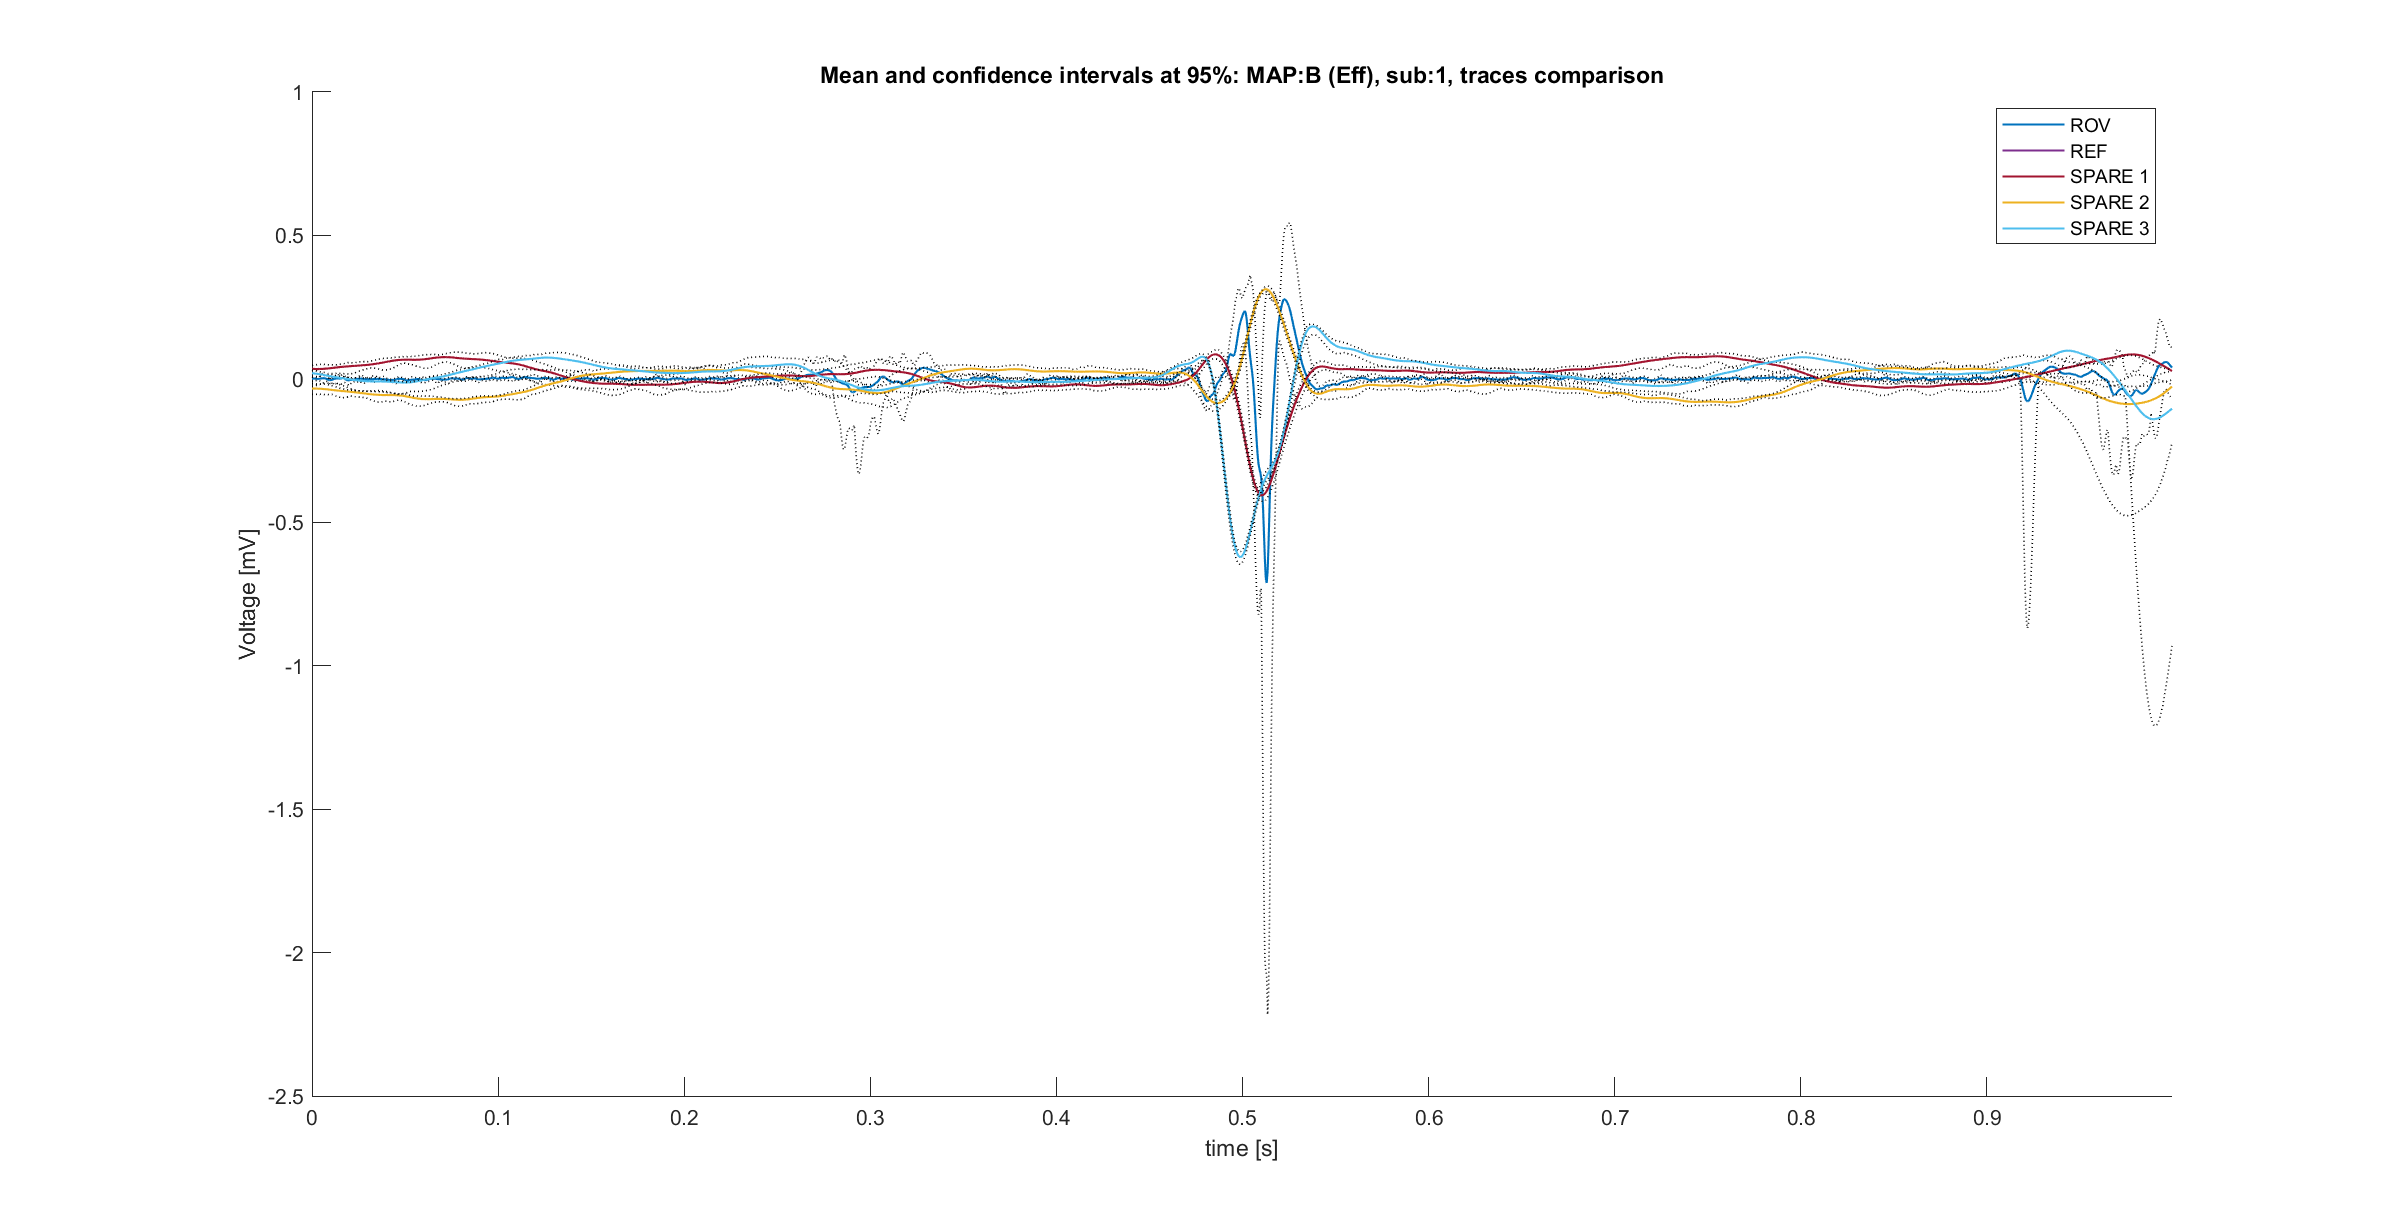 Mean and confidence intervals at 95%: MAP:B (Eff), sub:1, traces comparison
1
0.5
0
-0.5
-1
-1.5
-2
-2.5
Voltage [mV]
ROV
REF
SPARE 1
SPARE 2
SPARE 3
0 0.1 0.2 0.3 0.4 0.5 0.6 0.7 0.8 0.9
time [s]